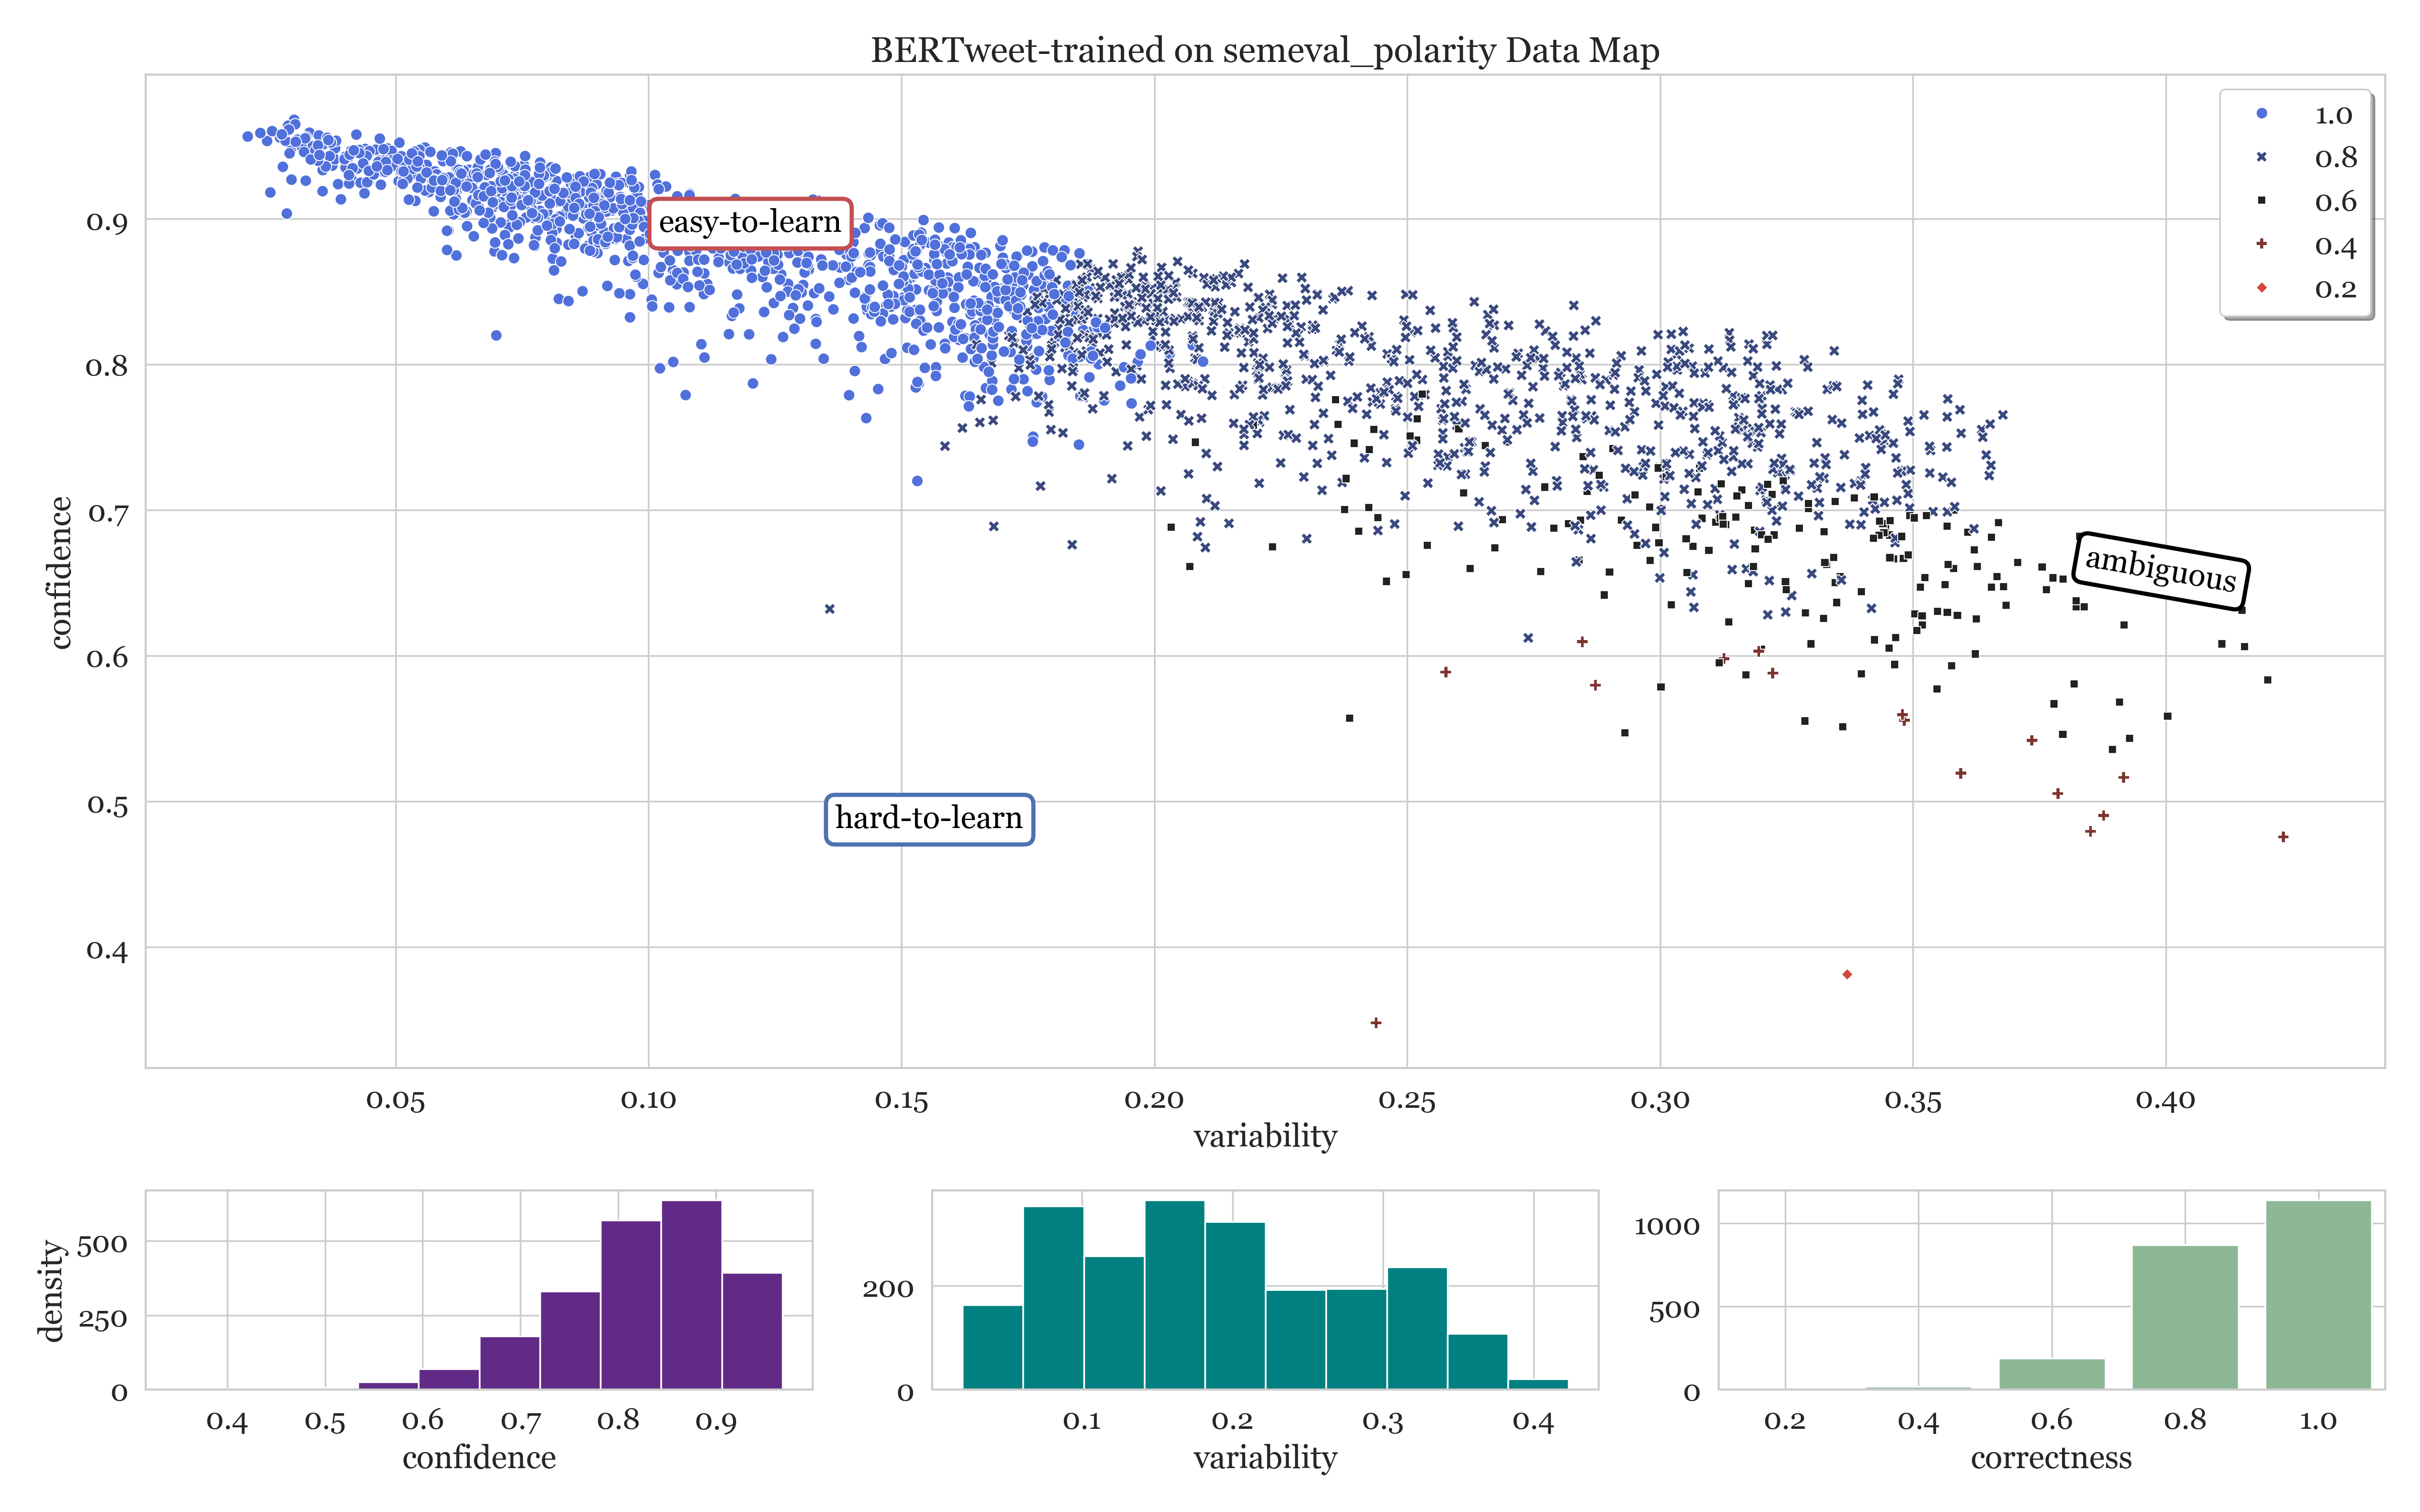 BERTweet-trained on semeval_polarity Data Map
1.0
0.8
0.6
0.4
0.2
easy-to-learn
ambiguous
hard-to-learn
confidence
0.9
0.8
0.7
0.6
0.5
0.4
0.05 0.10 0.15 0.20 0.25 0.30 0.35 0.40
variability
density
500
250
0
0.4 0.5 0.6 0.7 0.8 0.9
confidence
200
0
0.1 0.2 0.3 0.4
variability
1000
500
0
0.2 0.4 0.6 0.8 1.0
correctness